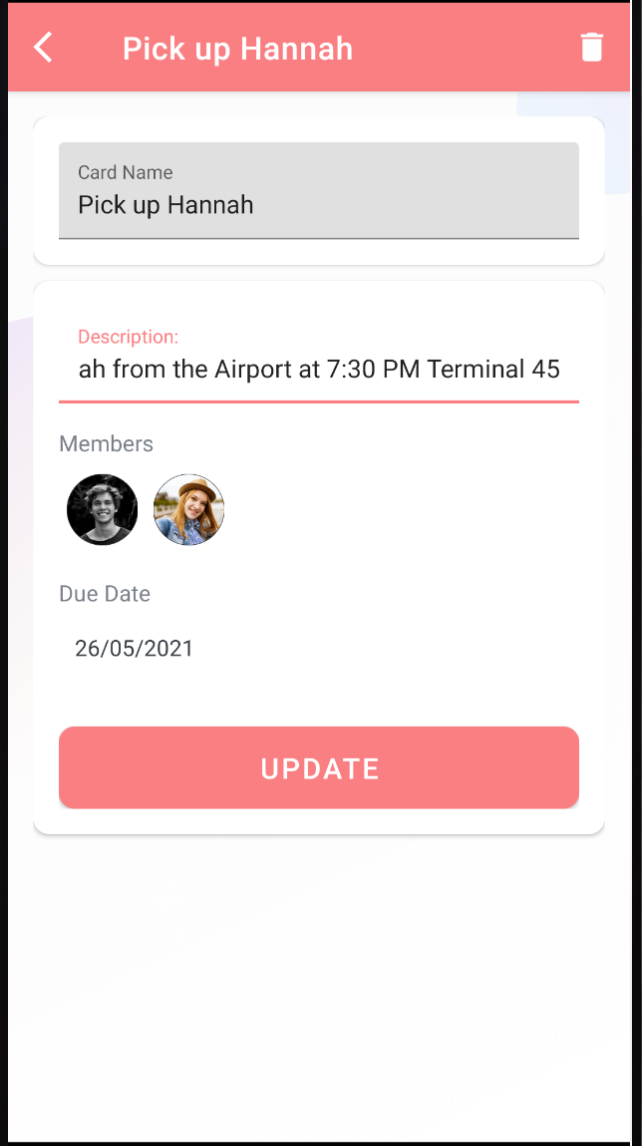 Pick up Hannah
Card Name
Pick up Hannah
Description:
ah from the Airport at 7:30 PM Terminal 45
Members
Due Date
26/05/2021
UPDATE